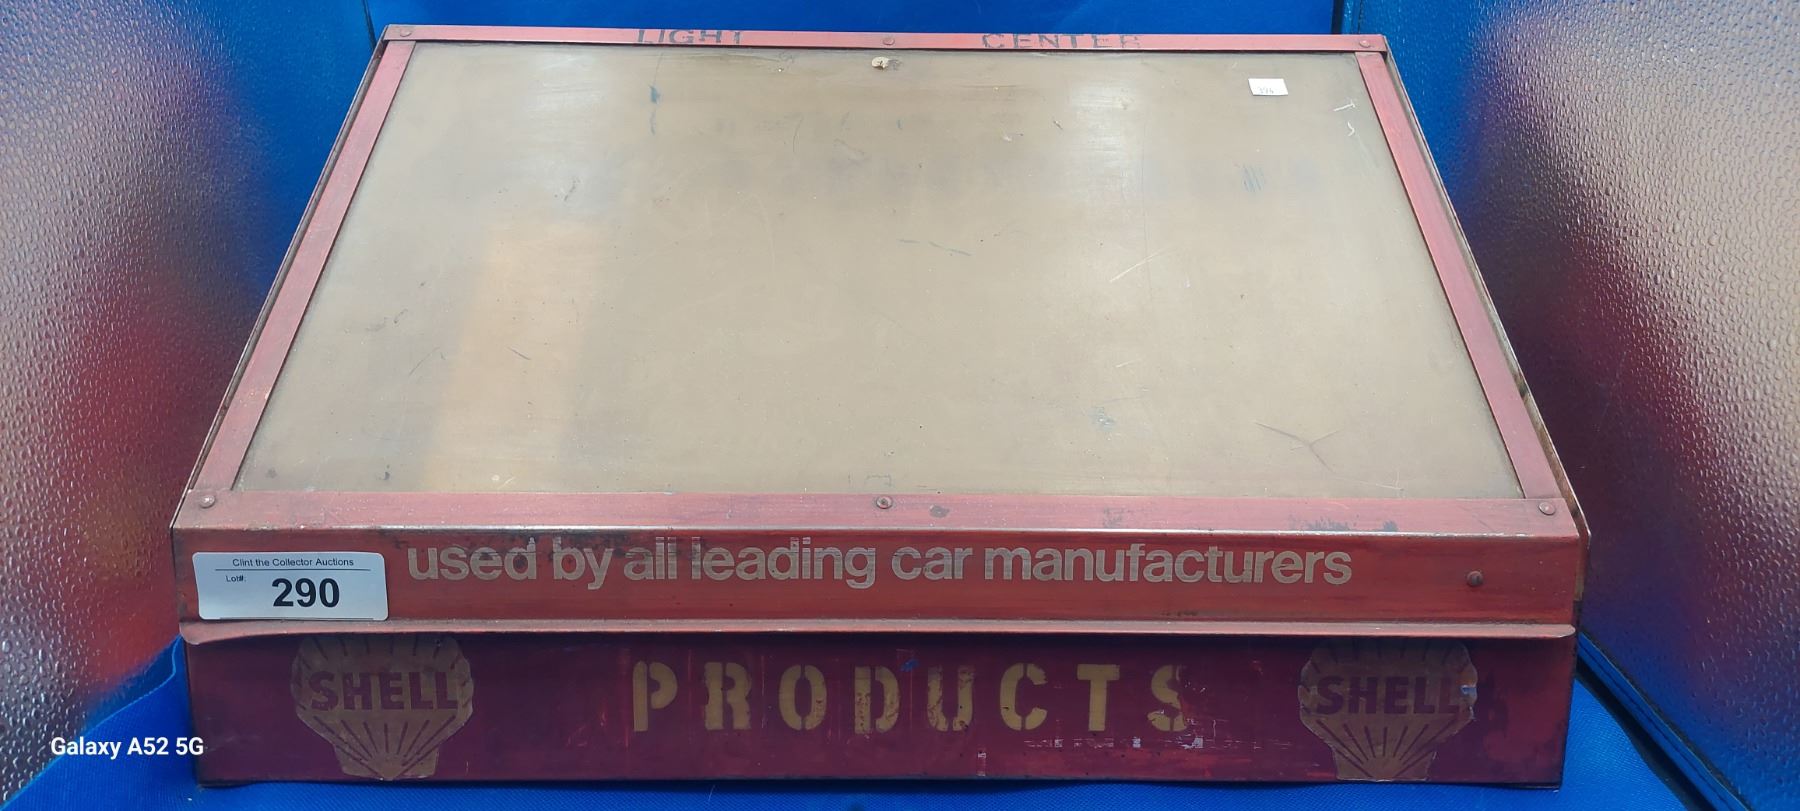 LIGHT CENTER
394
used by all leading car manufacturers
Clint the Collector Auctions
Lot#:
290
SHELL PRODUCTS SHELL
Galaxy A52 5G